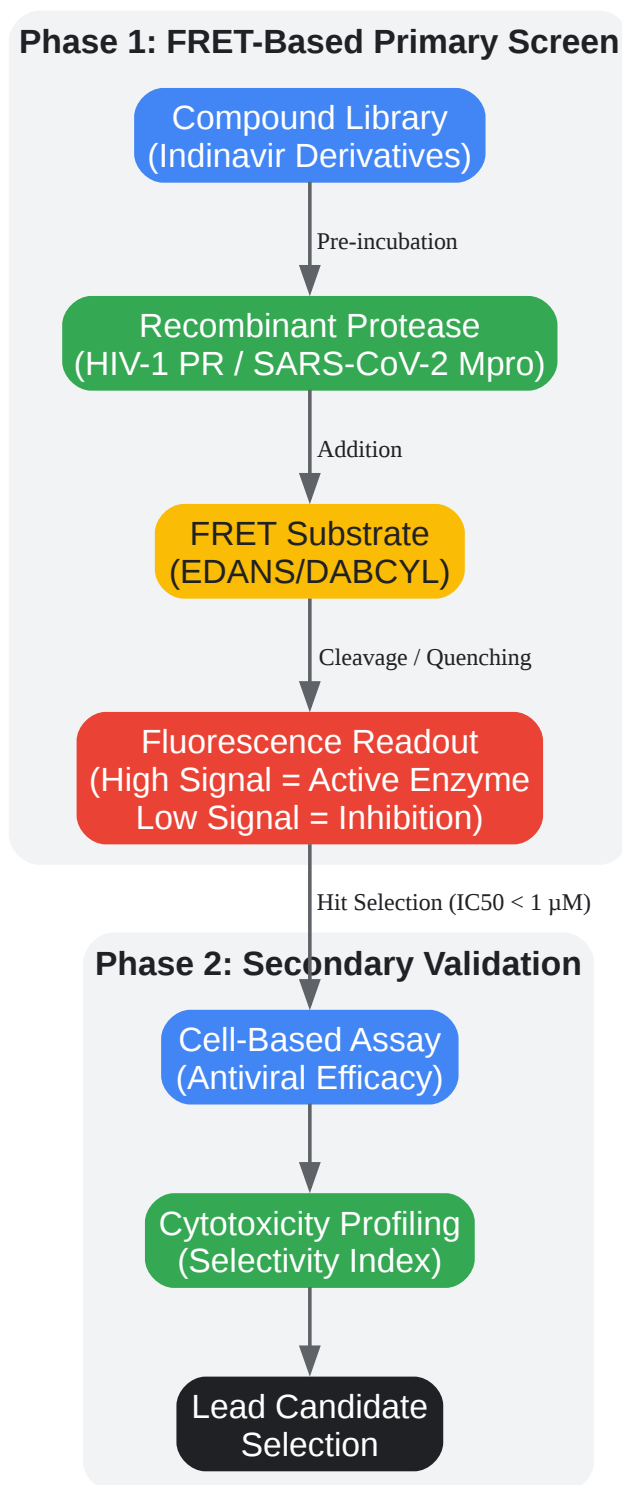 Phase 1: FRET-Based Primary Screen
Compound Library
(Indinavir Derivatives)
Pre-incubation
Recombinant Protease
(HIV-1 PR / SARS-CoV-2 Mpro)
Addition
FRET Substrate
(EDANS/DABCYL)
Cleavage / Quenching
Fluorescence Readout
(High Signal = Active Enzyme
Low Signal = Inhibition)
Hit Selection (IC50 < 1 µM)
Phase 2: Secondary Validation
Cell-Based Assay
(Antiviral Efficacy)
Cytotoxicity Profiling
(Selectivity Index)
Lead Candidate
Selection